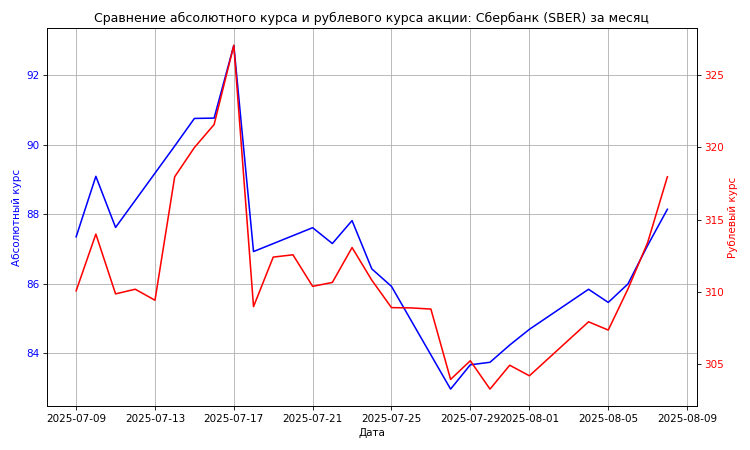 Сравнение абсолютного курса и рублевого курса акции: Сбербанк (SBER) за месяц
Абсолютный курс
92
90
88
86
84
325
320
315
310
305
Рублевый курс
2025-07-09 2025-07-13 2025-07-17 2025-07-21 2025-07-25 2025-07-29 2025-08-01 2025-08-05 2025-08-09
Дата